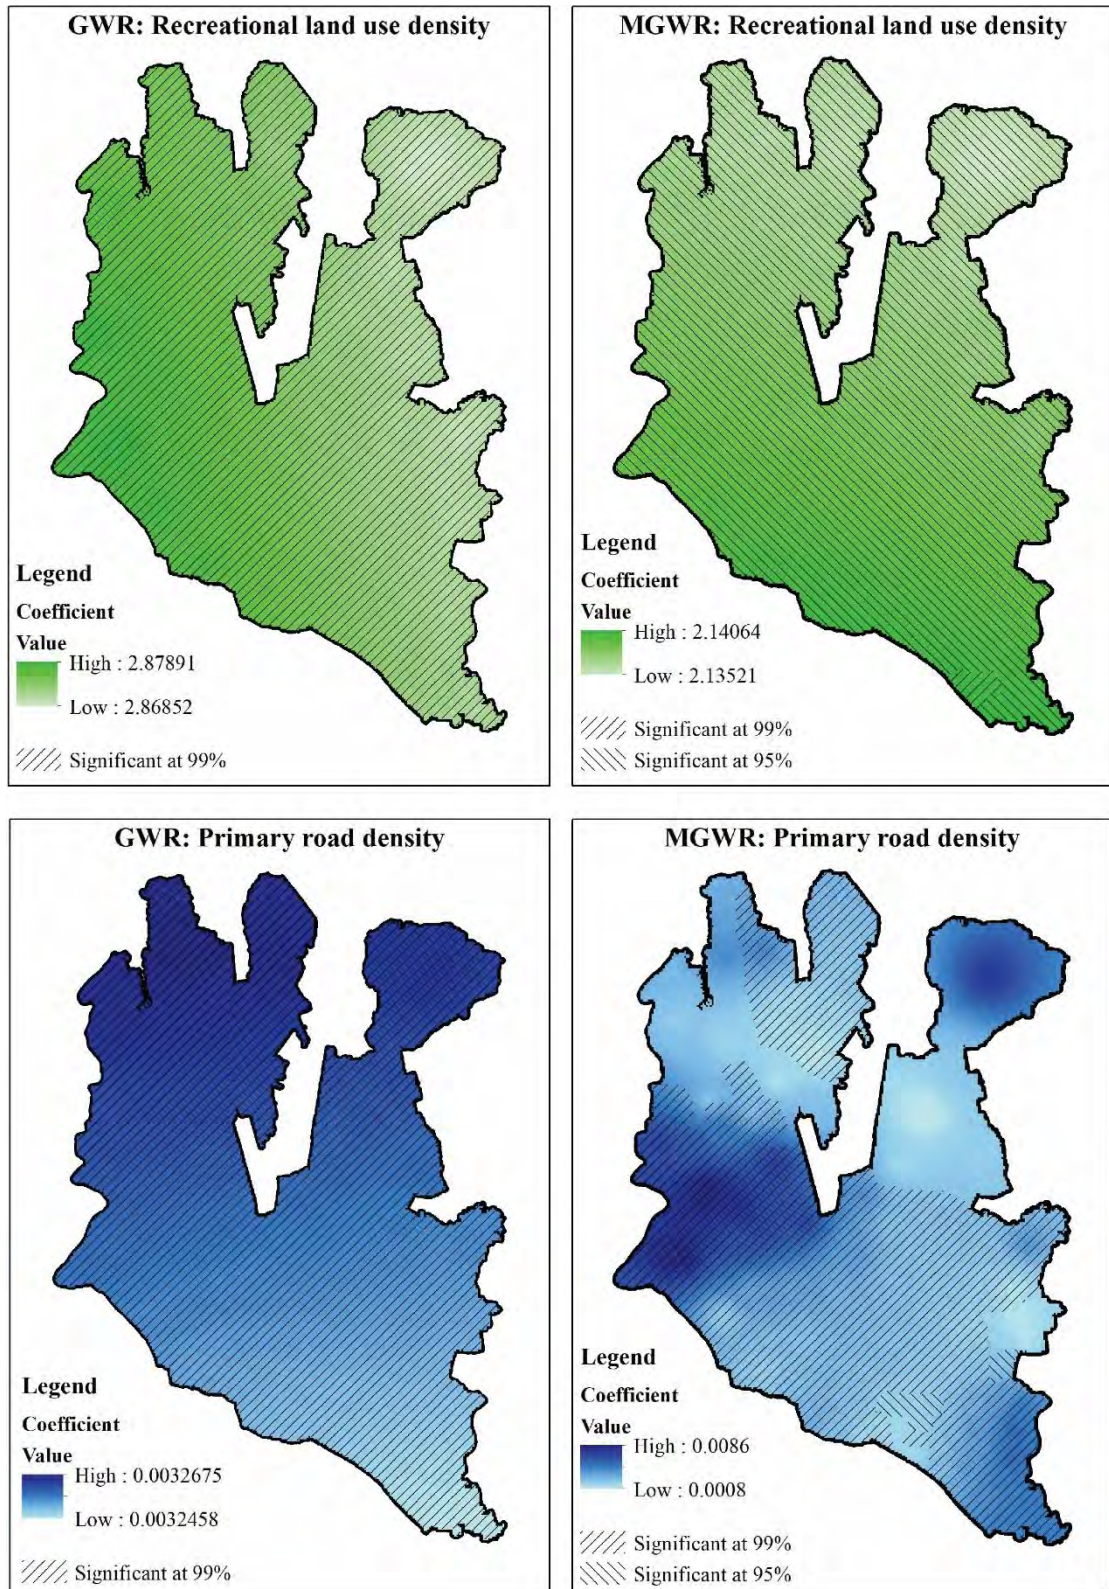 GWR: Recreational land use density
Legend
Coefficient
Value
High : 2.87891
Low : 2.86852
Significant at 99%
MGWR: Recreational land use density
Legend
Coefficient
Value
High : 2.14064
Low : 2.13521
Significant at 99%
Significant at 95%
GWR: Primary road density
Legend
Coefficient
Value
High : 0.0032675
Low : 0.0032458
Significant at 99%
MGWR: Primary road density
Legend
Coefficient
Value
High : 0.0086
Low : 0.0008
Significant at 99%
Significant at 95%